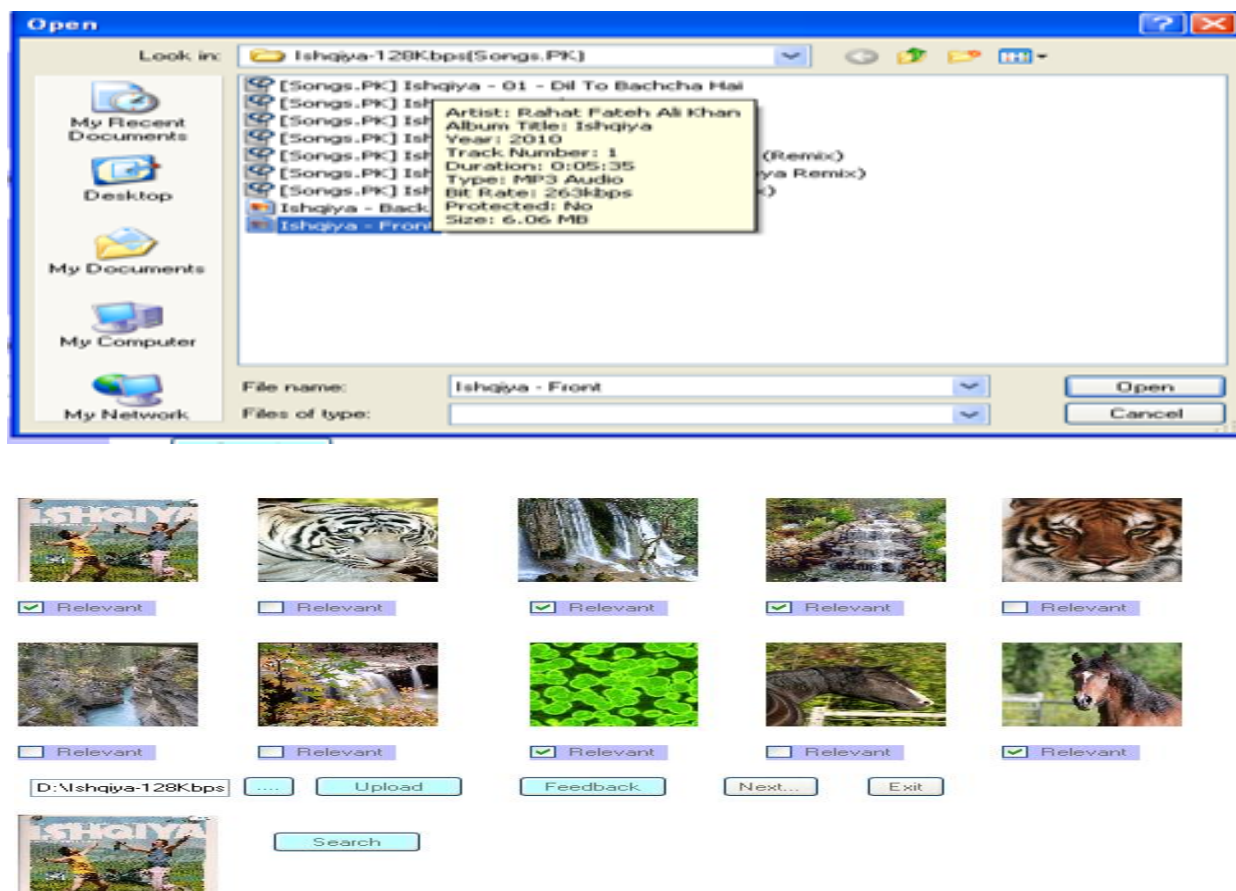 Open
Look in: Ishqiya-128Kbps[Songs.PK]
My Recent Documents
Desktop
My Documents
My Computer
My Network
[Songs.PK] Ishqiya - 01 - Dil To Bachcha Hai
[Songs.PK] Ish
[Songs.PK] Ish
[Songs.PK] Ish
[Songs.PK] Ish (Remix)
[Songs.PK] Ish ya Remix)
[Songs.PK] Ish
Ishqiya - Back
Ishqiya - Front
Artist: Rahat Fateh Ali Khan
Album Title: Ishqiya
Year: 2010
Track Number: 1
Duration: 0:05:35
Type: MP3 Audio
Bit Rate: 263kbps
Protected: No
Size: 6.06 MB
File name: Ishqiya - Front
Open
Files of type:
Cancel
ISHQIYA
Relevant Relevant Relevant Relevant Relevant
Relevant Relevant Relevant Relevant Relevant
D:\Ishqiya-128Kbps .... Upload Feedback Next... Exit
ISHQIYA
Search